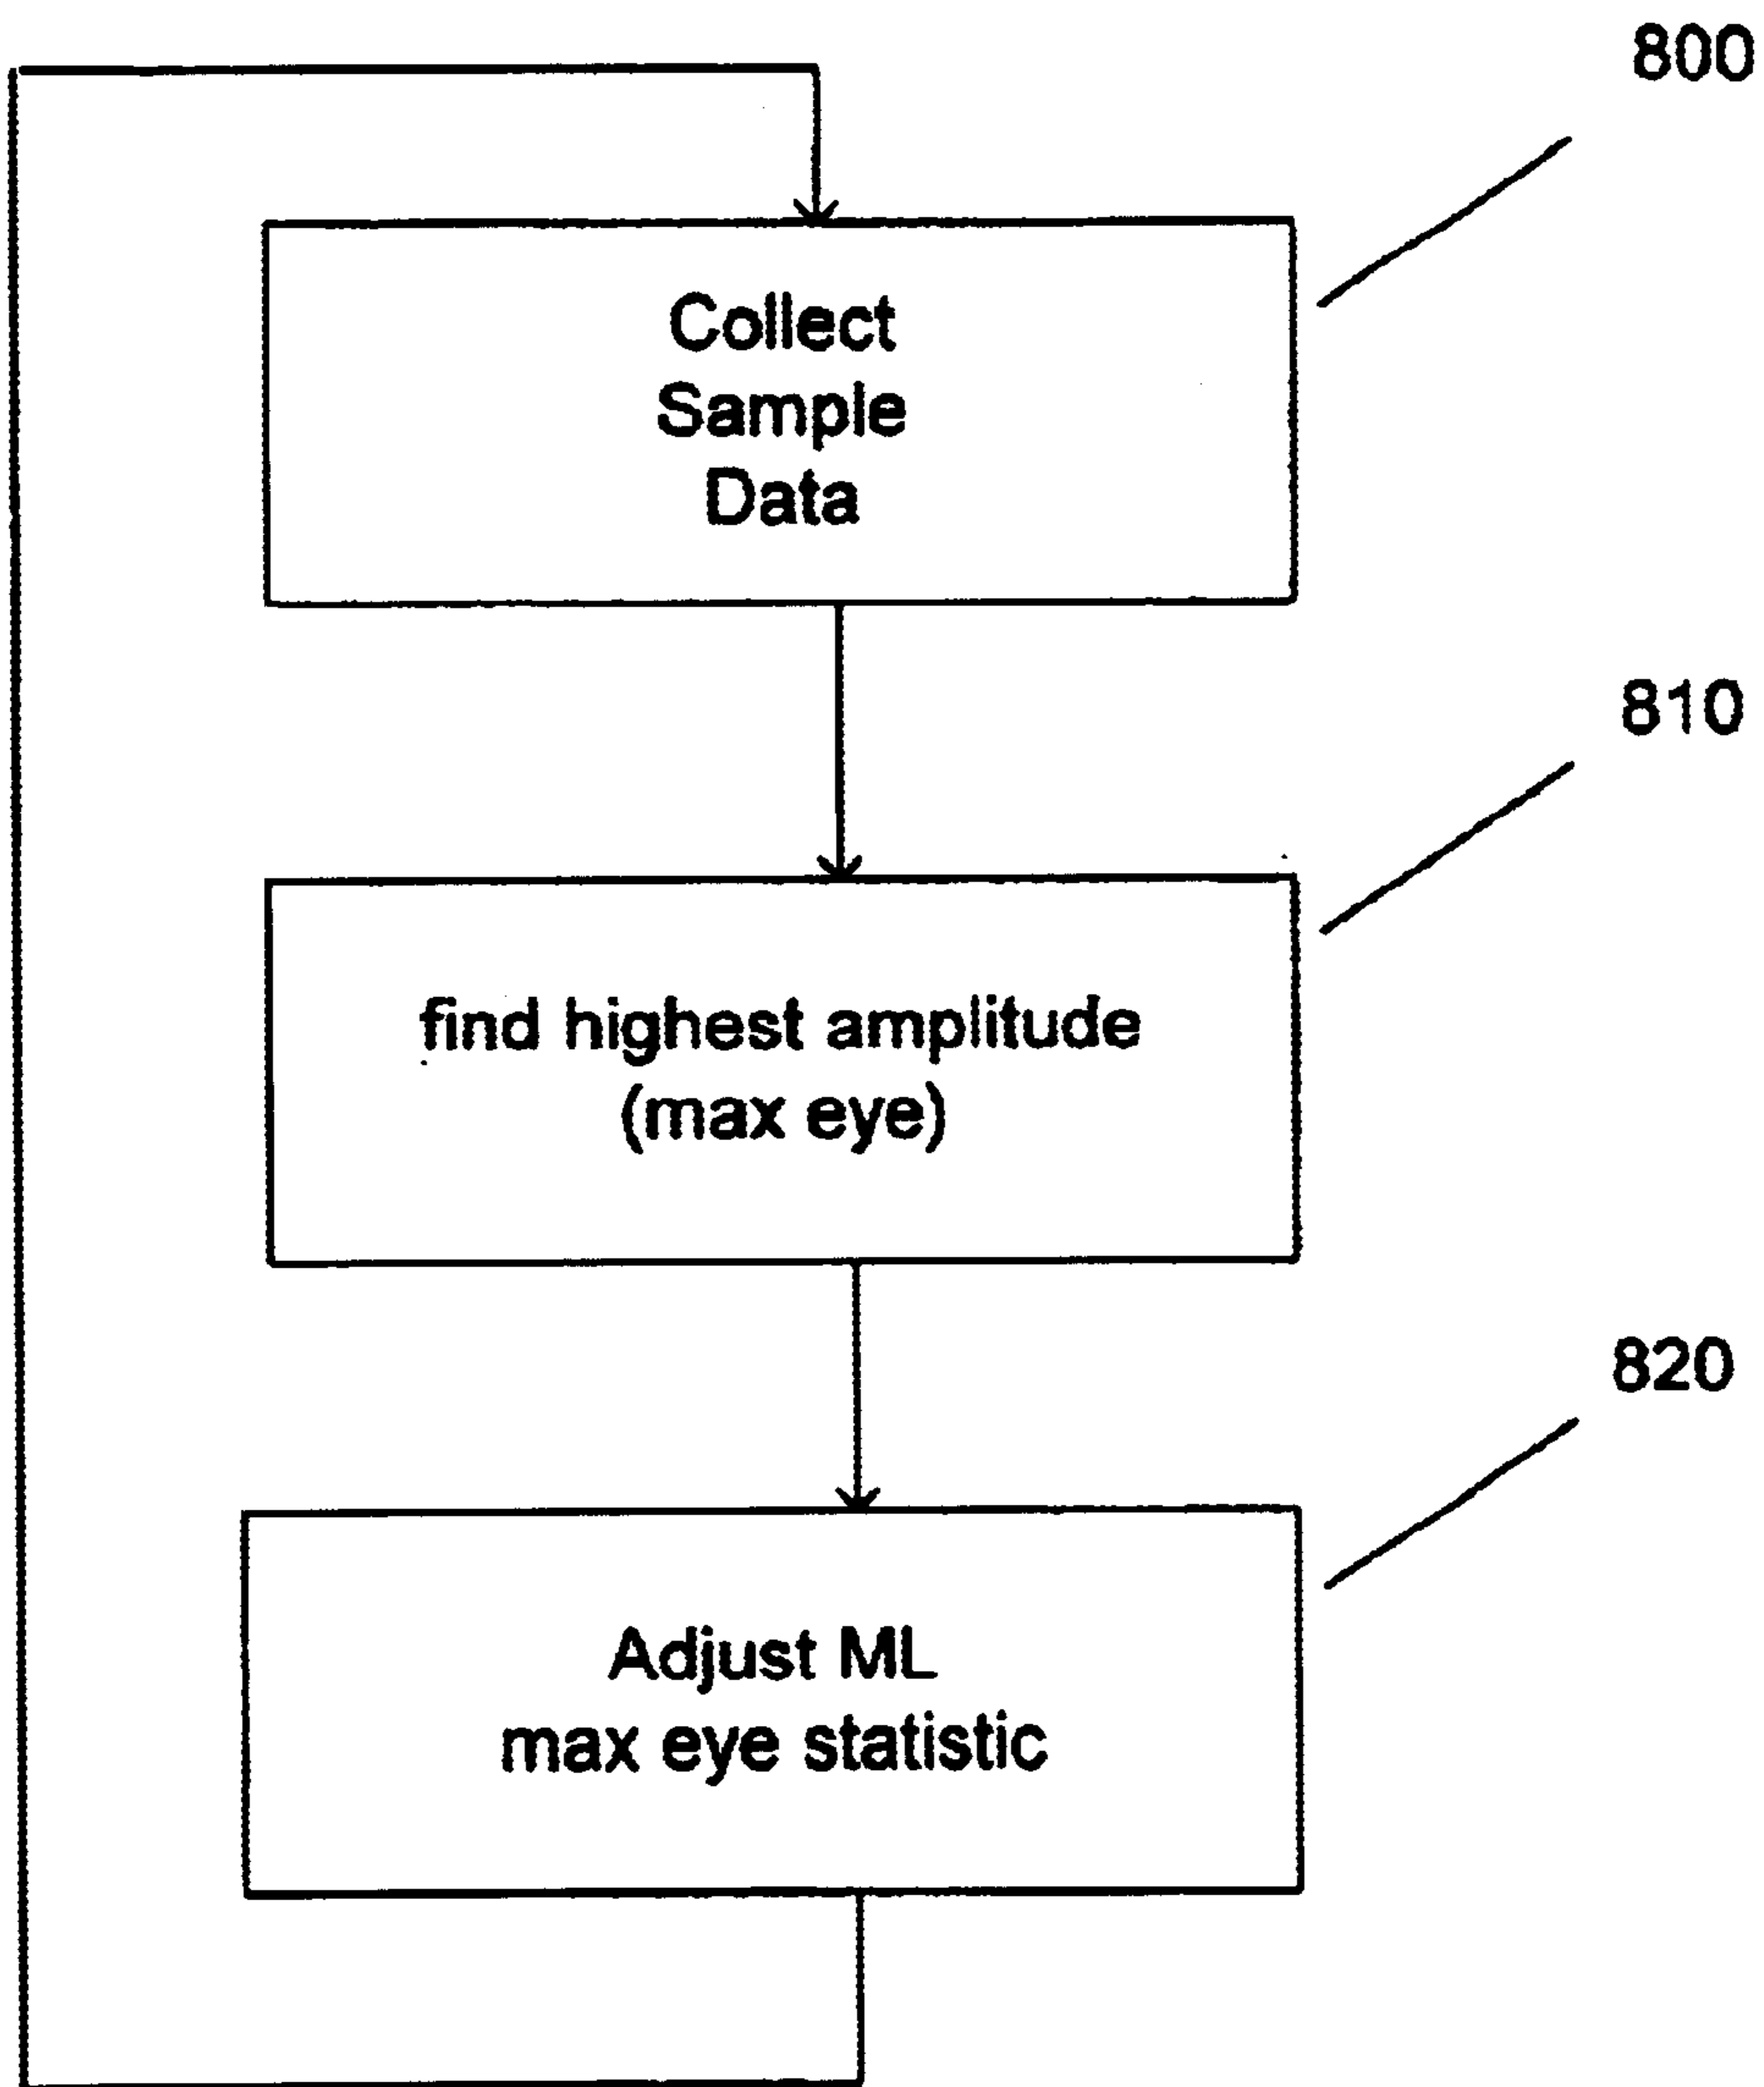 800
Collect
Sample
Data
810
find highest amplitude
(max eye)
820
Adjust ML
max eye statistic